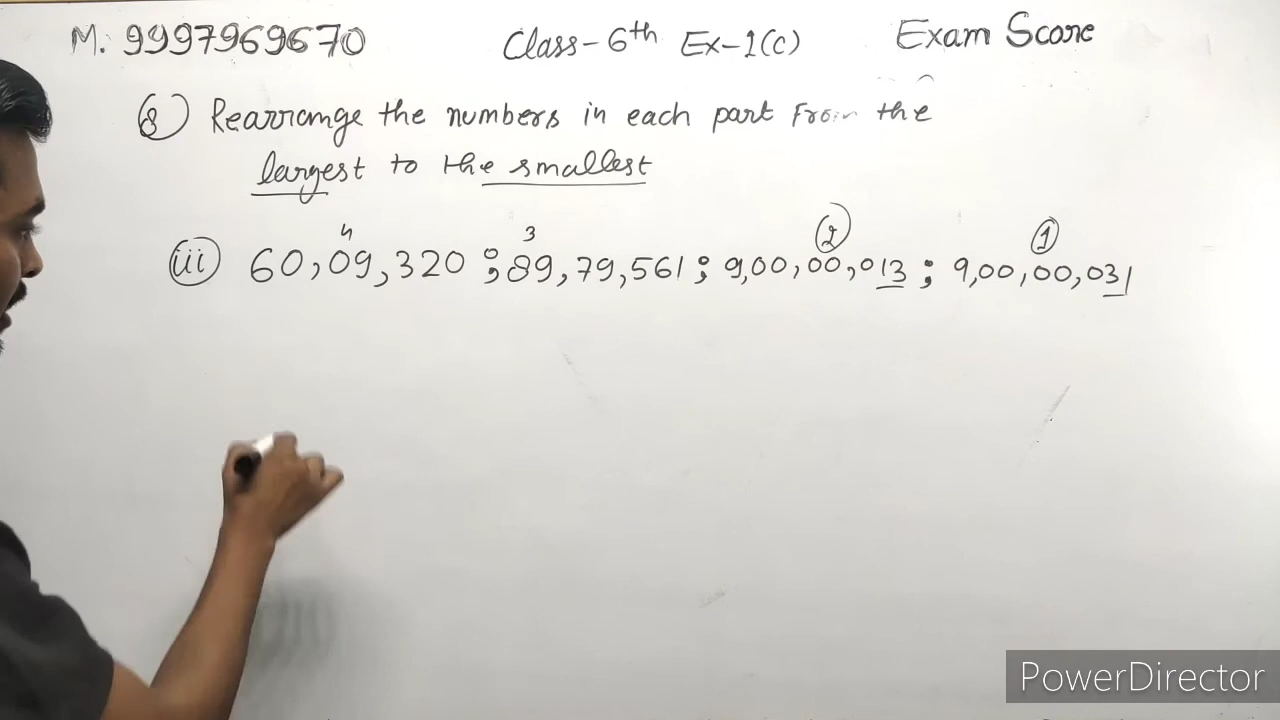 M. 9997969670 Class-6th Ex-1(c) Exam Score
8 Rearrange the numbers in each part From the
largest to the smallest
4 3 2 1
iii 60,09,320 ; 89,79,561 ; 9,00,00,013 ; 9,00,00,031
PowerDirector